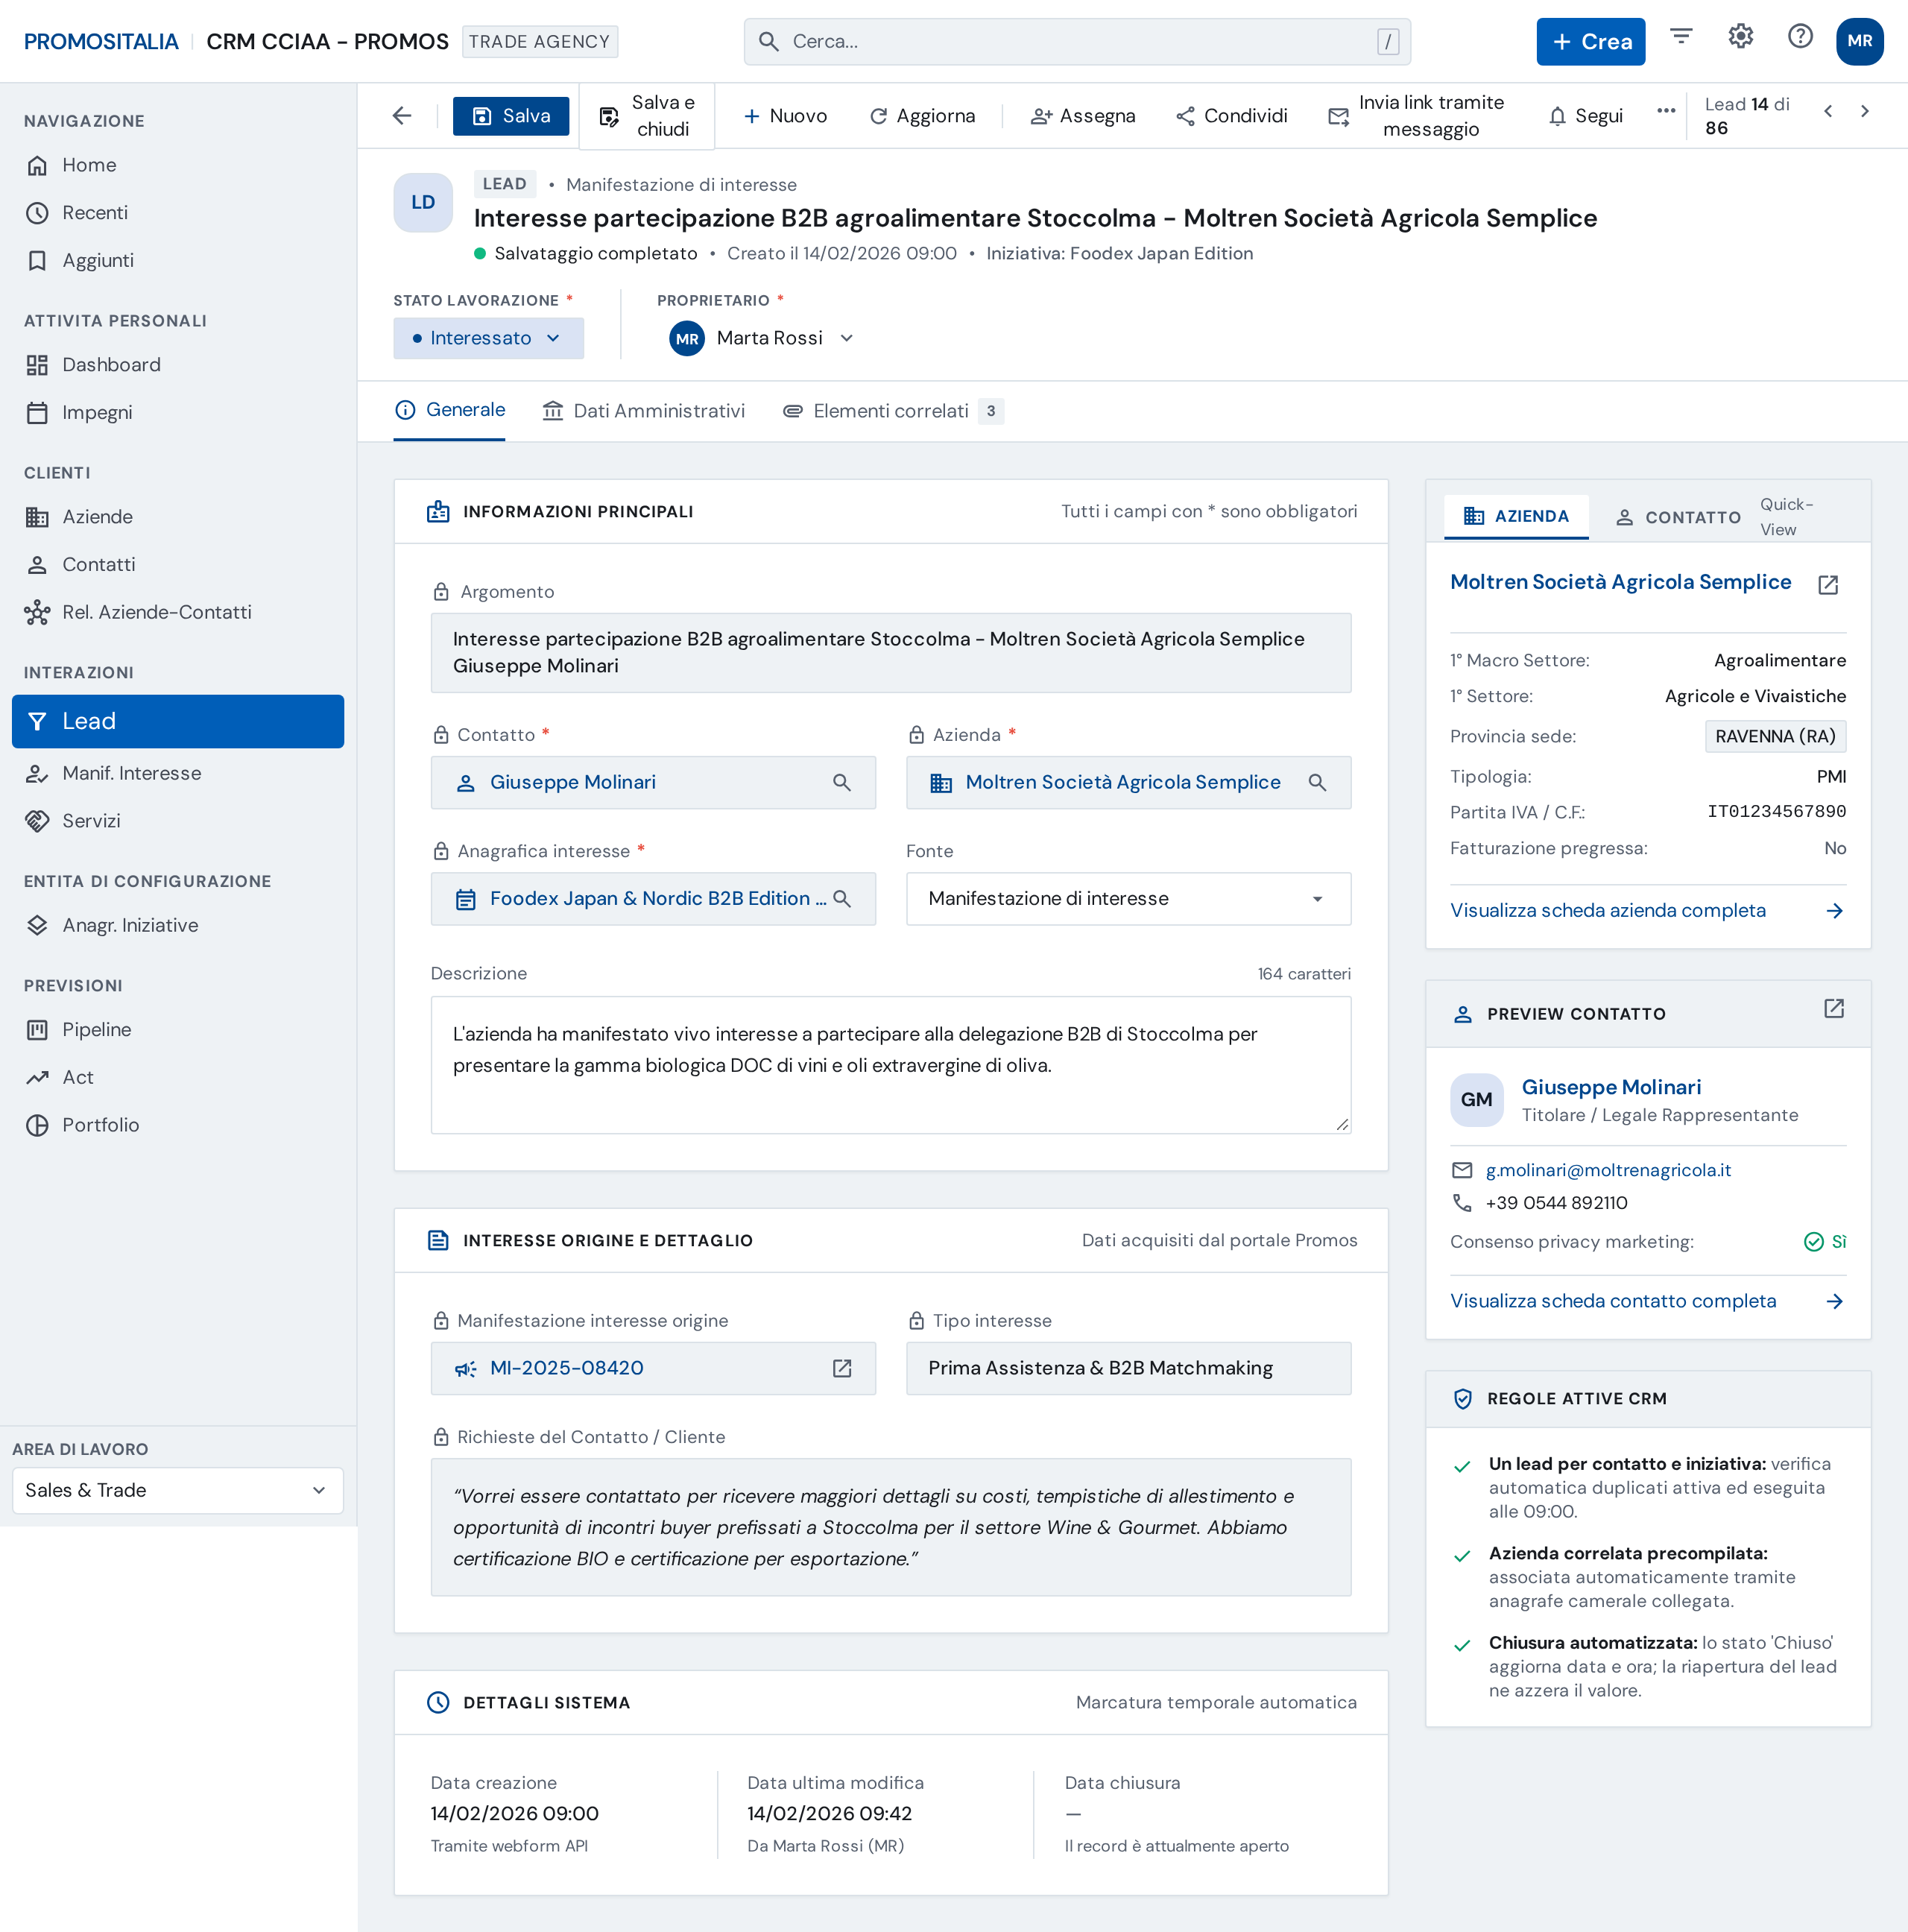 PROMOSITALIA CRM CCIAA - PROMOS TRADE AGENCY
Cerca...
/
Crea
MR
NAVIGAZIONE
Home
Recenti
Aggiunti
ATTIVITA PERSONALI
Dashboard
Impegni
CLIENTI
Aziende
Contatti
Rel. Aziende-Contatti
INTERAZIONI
Lead
Manif. Interesse
Servizi
ENTITA DI CONFIGURAZIONE
Anagr. Iniziative
PREVISIONI
Pipeline
Act
Portfolio
AREA DI LAVORO
Sales & Trade
Salva
Salva e
chiudi
Nuovo
Aggiorna
Assegna
Condividi
Invia link tramite
messaggio
Segui
Lead 14 di
86
LD
LEAD • Manifestazione di interesse
Interesse partecipazione B2B agroalimentare Stoccolma - Moltren Società Agricola Semplice
Salvataggio completato • Creato il 14/02/2026 09:00 • Iniziativa: Foodex Japan Edition
STATO LAVORAZIONE *
Interessato
PROPRIETARIO *
MR Marta Rossi
Generale
Dati Amministrativi
Elementi correlati 3
INFORMAZIONI PRINCIPALI
Tutti i campi con * sono obbligatori
Argomento
Interesse partecipazione B2B agroalimentare Stoccolma - Moltren Società Agricola Semplice
Giuseppe Molinari
Contatto *
Giuseppe Molinari
Azienda *
Moltren Società Agricola Semplice
Anagrafica interesse *
Foodex Japan & Nordic B2B Edition ...
Fonte
Manifestazione di interesse
Descrizione
164 caratteri
L'azienda ha manifestato vivo interesse a partecipare alla delegazione B2B di Stoccolma per
presentare la gamma biologica DOC di vini e oli extravergine di oliva.
INTERESSE ORIGINE E DETTAGLIO
Dati acquisiti dal portale Promos
Manifestazione interesse origine
MI-2025-08420
Tipo interesse
Prima Assistenza & B2B Matchmaking
Richieste del Contatto / Cliente
“Vorrei essere contattato per ricevere maggiori dettagli su costi, tempistiche di allestimento e
opportunità di incontri buyer prefissati a Stoccolma per il settore Wine & Gourmet. Abbiamo
certificazione BIO e certificazione per esportazione.”
DETTAGLI SISTEMA
Marcatura temporale automatica
Data creazione
14/02/2026 09:00
Tramite webform API
Data ultima modifica
14/02/2026 09:42
Da Marta Rossi (MR)
Data chiusura
—
Il record è attualmente aperto
AZIENDA
CONTATTO
Quick-
View
Moltren Società Agricola Semplice
1° Macro Settore: Agroalimentare
1° Settore: Agricole e Vivaistiche
Provincia sede: RAVENNA (RA)
Tipologia: PMI
Partita IVA / C.F.: IT01234567890
Fatturazione pregressa: No
Visualizza scheda azienda completa
PREVIEW CONTATTO
GM
Giuseppe Molinari
Titolare / Legale Rappresentante
g.molinari@moltrenagricola.it
+39 0544 892110
Consenso privacy marketing: Sì
Visualizza scheda contatto completa
REGOLE ATTIVE CRM
Un lead per contatto e iniziativa: verifica
automatica duplicati attiva ed eseguita
alle 09:00.
Azienda correlata precompilata:
associata automaticamente tramite
anagrafe camerale collegata.
Chiusura automatizzata: lo stato 'Chiuso'
aggiorna data e ora; la riapertura del lead
ne azzera il valore.